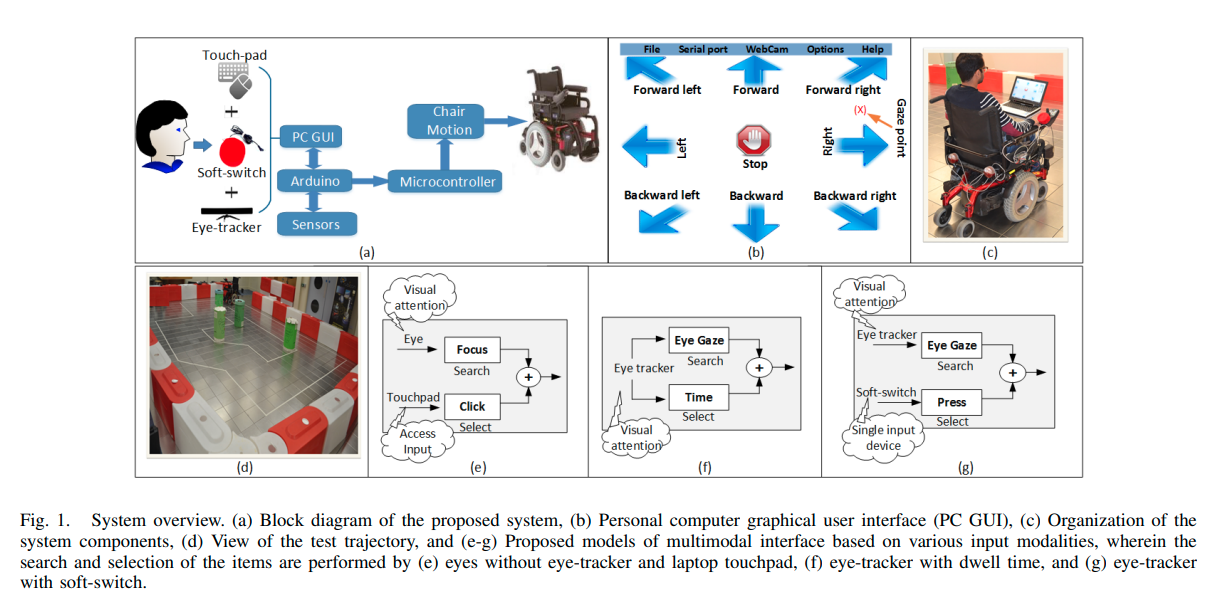 Touch-pad
+
Soft-switch
+
Eye-tracker
PC GUI
Arduino
Sensors
Microcontroller
Chair
Motion
(a)
File Serial port WebCam Options Help
Forward left Forward Forward right
(X)
Gaze point
Left
Stop
Right
Backward left Backward Backward right
(b)
(c)
(d)
Visual
attention
Eye
Focus
Search
+
Touchpad
Click
Select
Access
Input
(e)
Eye Gaze
Search
Eye tracker
+
Time
Select
Visual
attention
(f)
Visual
attention
Eye tracker
Eye Gaze
Search
+
Soft-switch
Press
Select
Single input
device
(g)
Fig. 1. System overview. (a) Block diagram of the proposed system, (b) Personal computer graphical user interface (PC GUI), (c) Organization of the
system components, (d) View of the test trajectory, and (e-g) Proposed models of multimodal interface based on various input modalities, wherein the
search and selection of the items are performed by (e) eyes without eye-tracker and laptop touchpad, (f) eye-tracker with dwell time, and (g) eye-tracker
with soft-switch.